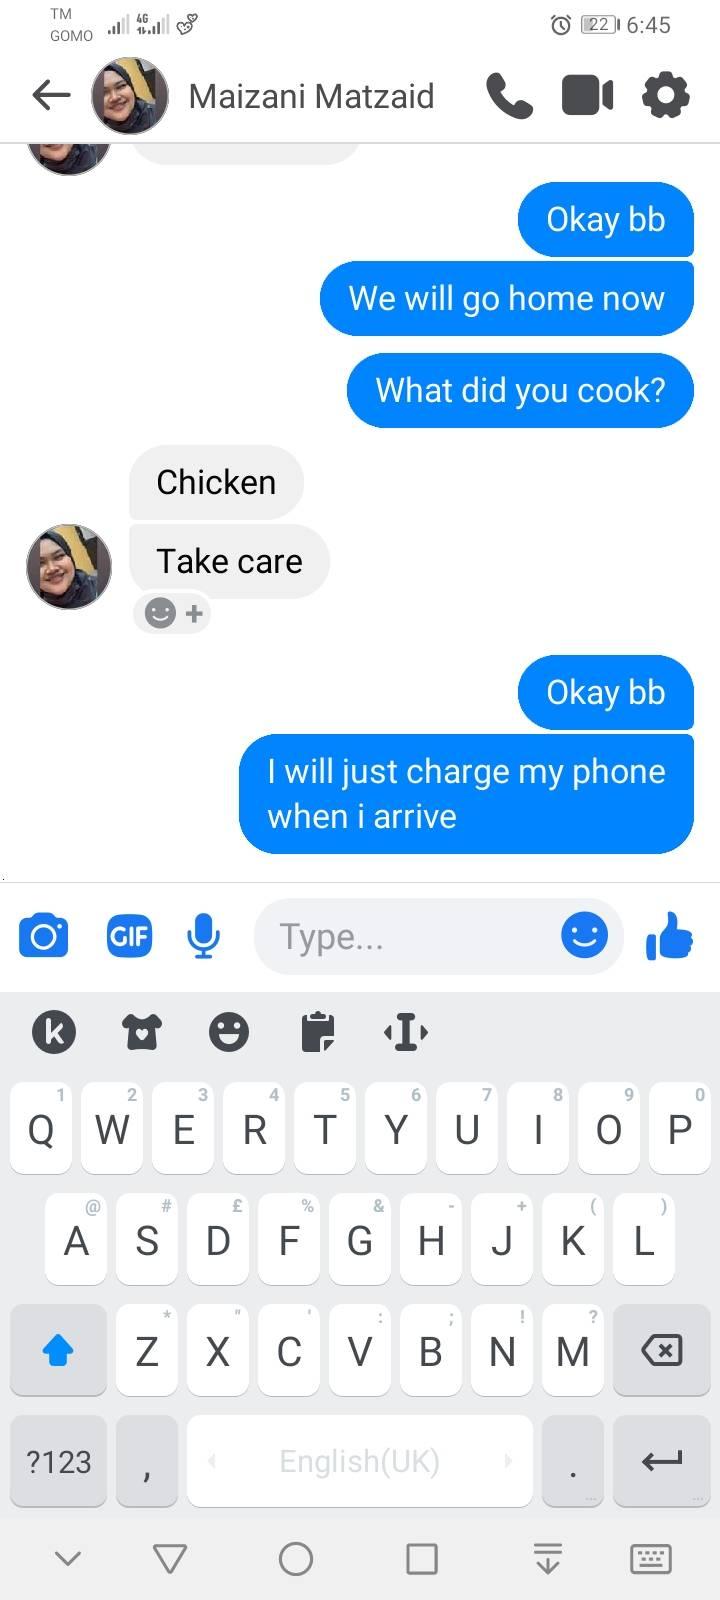 TM
GOMO
4G
22
6:45
Maizani Matzaid
Okay bb
We will go home now
What did you cook?
Chicken
Take care
+
Okay bb
I will just charge my phone
when i arrive
GIF
Type...
k
1 2 3 4 5 6 7 8 9 0
Q W E R T Y U I O P
@ # £ % & - + ( )
A S D F G H J K L
* " ' : ; ! ?
Z X C V B N M
?123 , English(UK) .